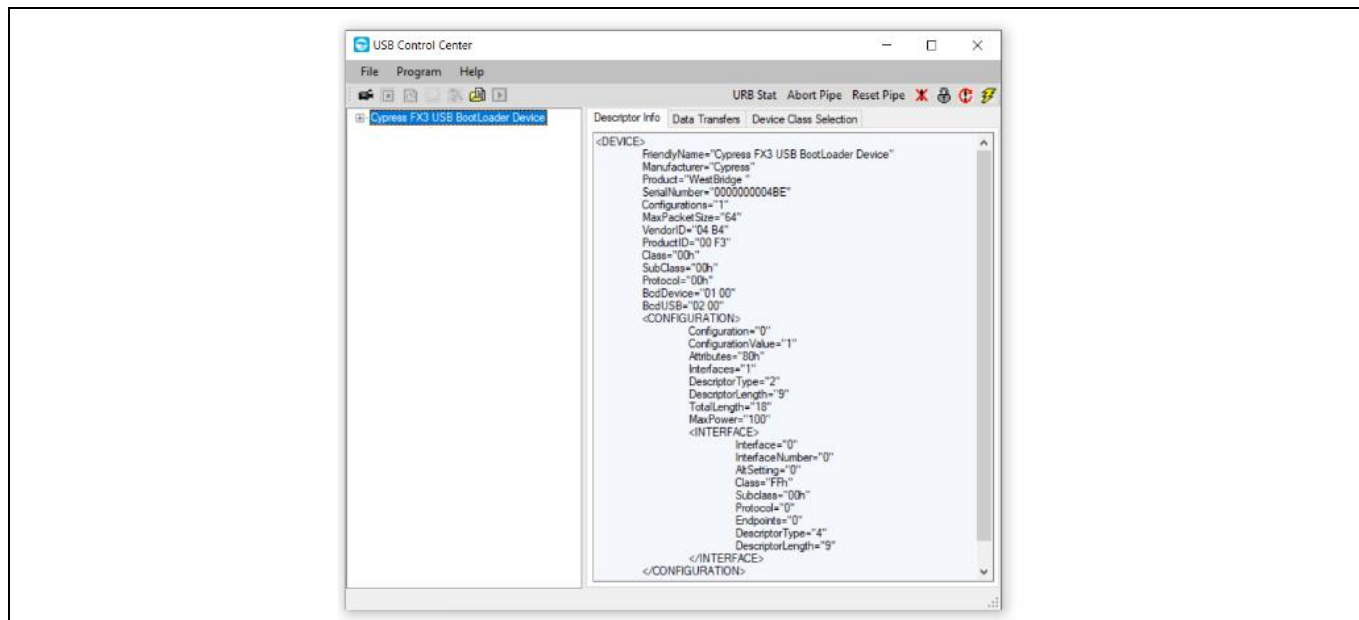 USB Control Center
File Program Help
URB Stat Abort Pipe Reset Pipe
Cypress FX3 USB BootLoader Device
Descriptor Info Data Transfers Device Class Selection
<DEVICE>
FriendlyName="Cypress FX3 USB BootLoader Device"
Manufacturer="Cypress"
Product="WestBridge "
SerialNumber="0000000004BE"
Configurations="1"
MaxPacketSize="64"
VendorID="04 B4"
ProductID="00 F3"
Class="00h"
SubClass="00h"
Protocol="00h"
BcdDevice="01 00"
BcdUSB="02 00"
<CONFIGURATION>
Configuration="0"
ConfigurationValue="1"
Attributes="80h"
Interfaces="1"
DescriptorType="2"
DescriptorLength="9"
TotalLength="18"
MaxPower="100"
<INTERFACE>
Interface="0"
InterfaceNumber="0"
AltSetting="0"
Class="FFh"
Subclass="00h"
Protocol="0"
Endpoints="0"
DescriptorType="4"
DescriptorLength="9"
</INTERFACE>
</CONFIGURATION>